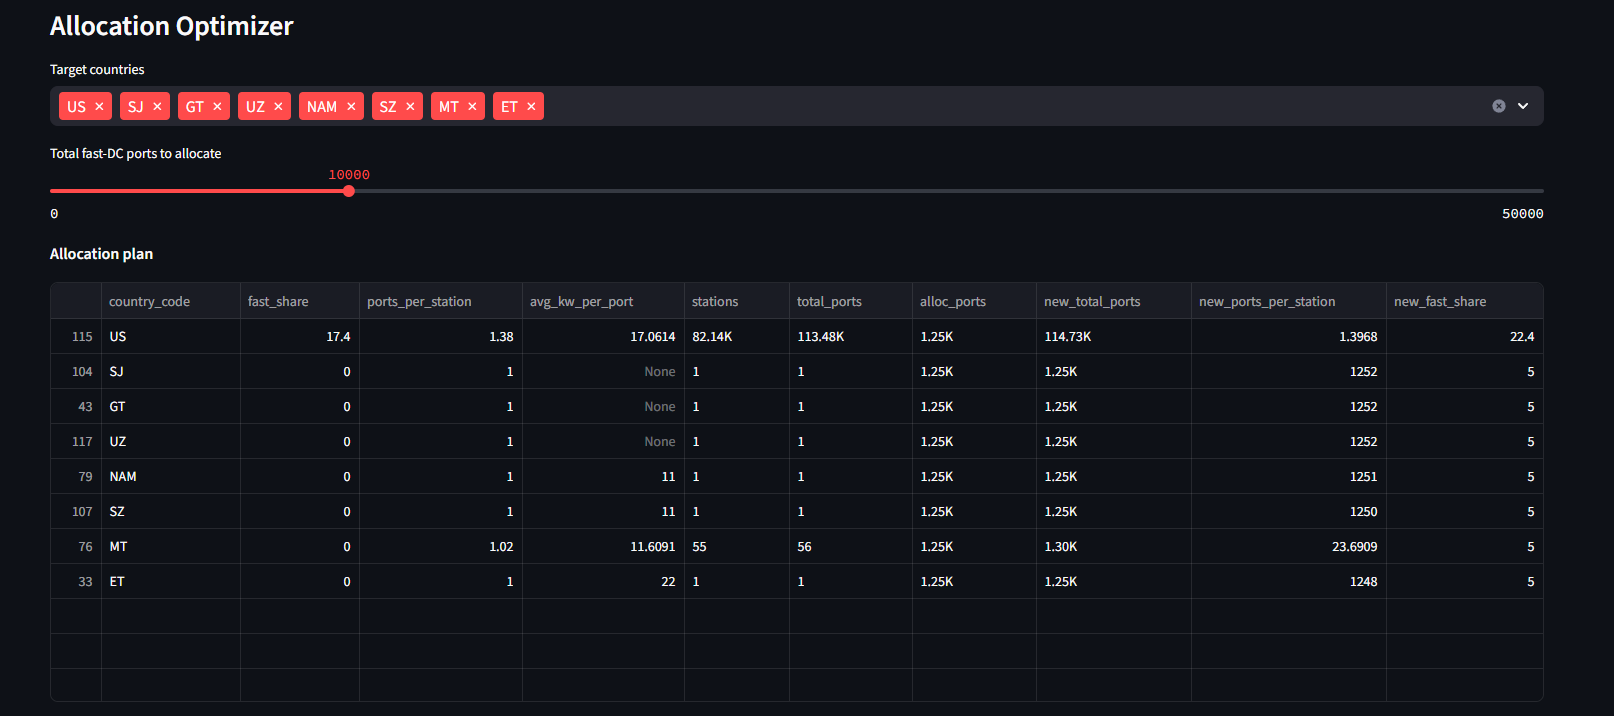 Allocation Optimizer
Target countries
US × SJ × GT × UZ × NAM × SZ × MT × ET ×
Total fast-DC ports to allocate
10000
0 50000
Allocation plan
country_code fast_share ports_per_station avg_kw_per_port stations total_ports alloc_ports new_total_ports new_ports_per_station new_fast_share
115 US 17.4 1.38 17.0614 82.14K 113.48K 1.25K 114.73K 1.3968 22.4
104 SJ 0 1 None 1 1 1.25K 1.25K 1252 5
43 GT 0 1 None 1 1 1.25K 1.25K 1252 5
117 UZ 0 1 None 1 1 1.25K 1.25K 1252 5
79 NAM 0 1 11 1 1 1.25K 1.25K 1251 5
107 SZ 0 1 11 1 1 1.25K 1.25K 1250 5
76 MT 0 1.02 11.6091 55 56 1.25K 1.30K 23.6909 5
33 ET 0 1 22 1 1 1.25K 1.25K 1248 5